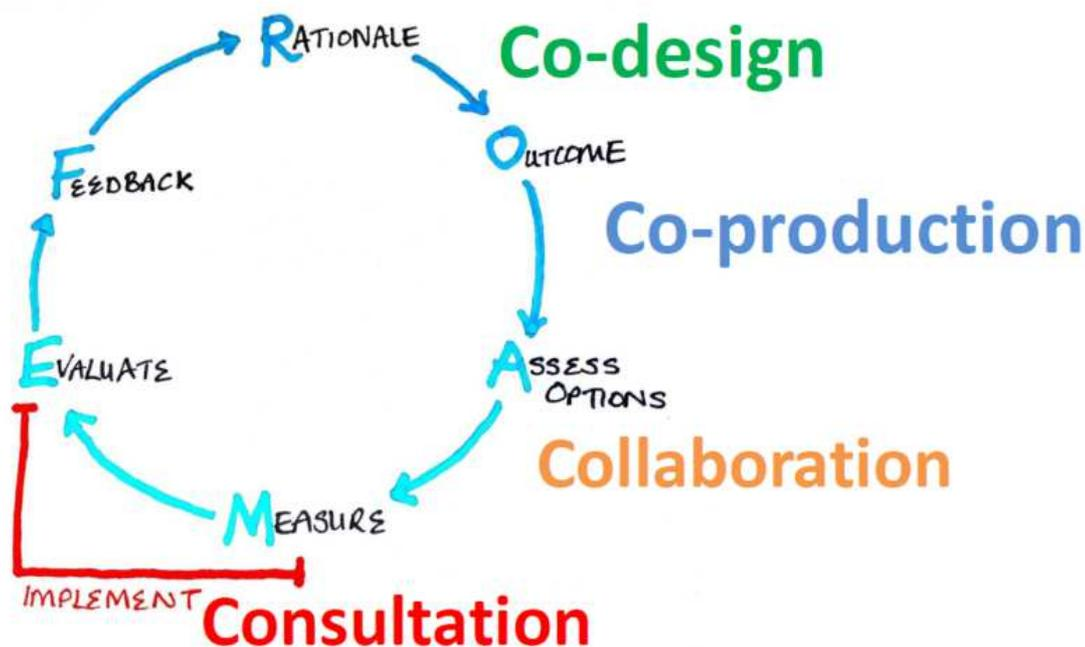 RATIONALE
Co-design
OUTCOME
FEEDBACK
Co-production
EVALUATE
ASSESS
OPTIONS
Collaboration
MEASURE
IMPLEMENT
Consultation